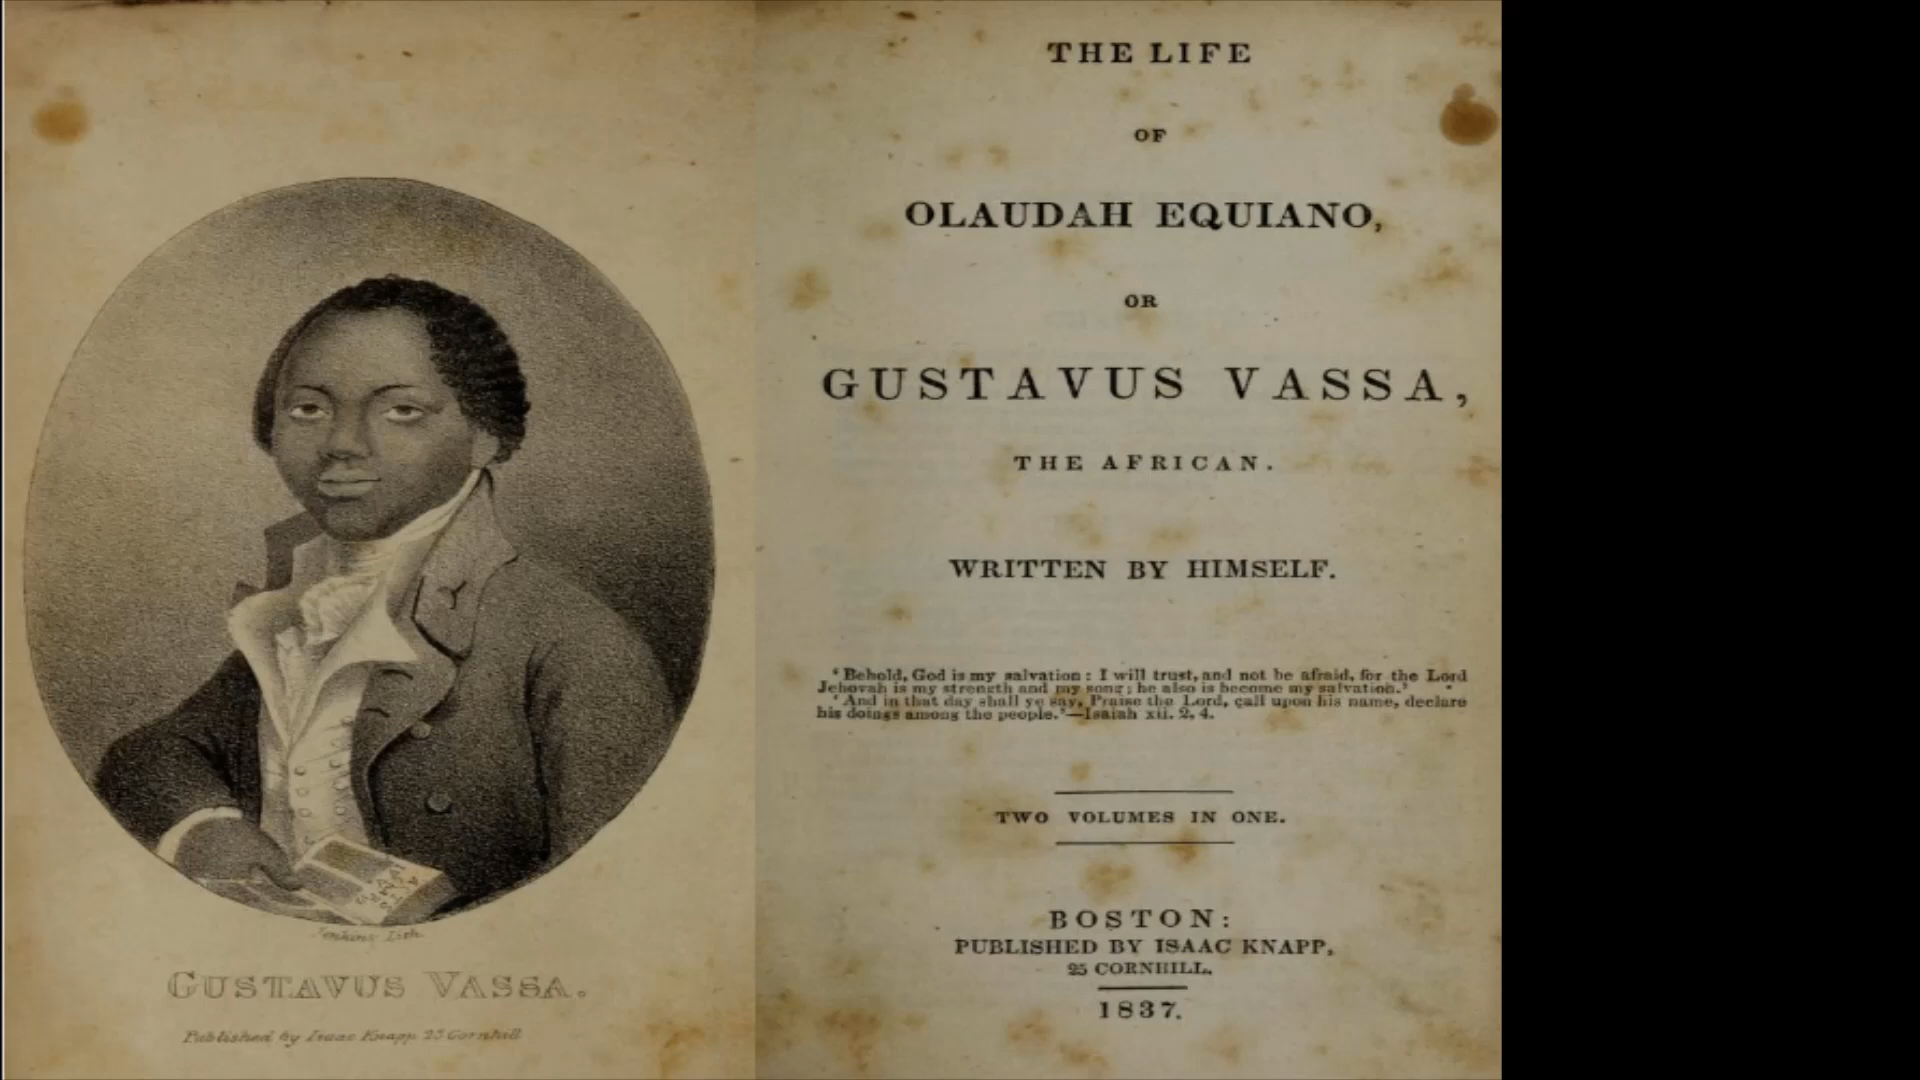 Jenkins Lith.
GUSTAVUS VASSA.
Published by Isaac Knapp 25 Cornhill
THE LIFE
OF
OLAUDAH EQUIANO,
OR
GUSTAVUS VASSA,
THE AFRICAN.
WRITTEN BY HIMSELF.
‘Behold, God is my salvation : I will trust, and not be afraid, for the Lord
Jehovah is my strength and my song; he also is become my salvation.’
‘And in that day shall ye say, Praise the Lord, call upon his name, declare
his doings among the people.’—Isaiah xii. 2, 4.
TWO VOLUMES IN ONE.
BOSTON:
PUBLISHED BY ISAAC KNAPP,
25 CORNHILL.
1837.